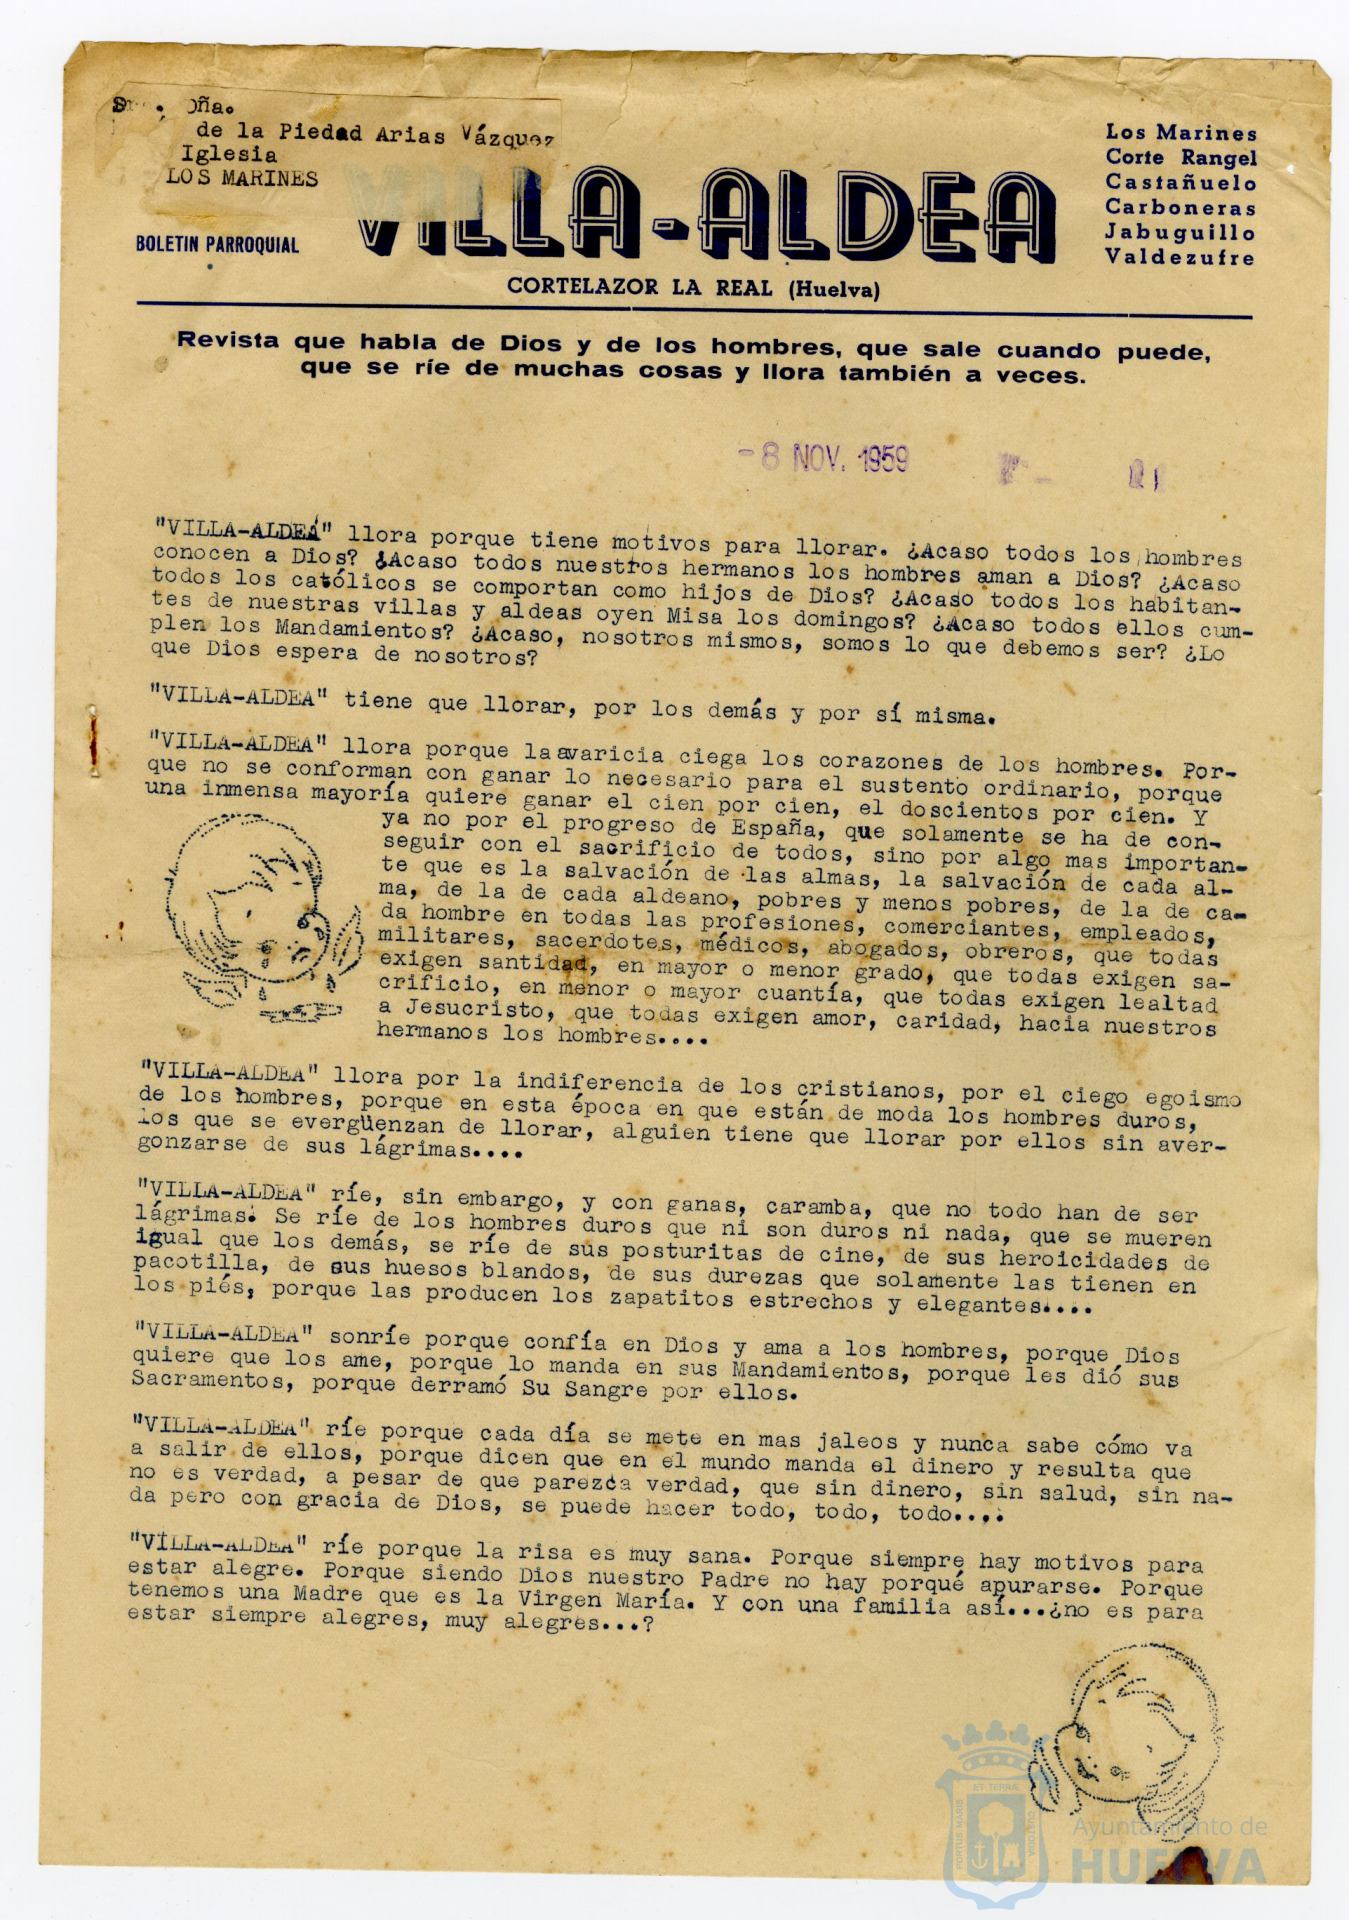 Oña.
de la Piedad Arias Vázquez
Iglesia
LOS MARINES
BOLETIN PARROQUIAL
VILLA-ALDEA
CORTELAZOR LA REAL (Huelva)
Los Marines
Corte Rangel
Castañuelo
Carboneras
Jabuguillo
Valdezufre
Revista que habla de Dios y de los hombres, que sale cuando puede,
que se ríe de muchas cosas y llora también a veces.
-8 NOV. 1959
"VILLA-ALDEA" llora porque tiene motivos para llorar. ¿Acaso todos los hombres
conocen a Dios? ¿Acaso todos nuestros hermanos los hombres aman a Dios? ¿Acaso
todos los católicos se comportan como hijos de Dios? ¿Acaso todos los habitan-
tes de nuestras villas y aldeas oyen Misa los domingos? ¿Acaso todos ellos cum-
plen los Mandamientos? ¿Acaso, nosotros mismos, somos lo que debemos ser? ¿Lo
que Dios espera de nosotros?
"VILLA-ALDEA" tiene que llorar, por los demás y por sí misma.
"VILLA-ALDEA" llora porque la avaricia ciega los corazones de los hombres. Por-
que no se conforman con ganar lo necesario para el sustento ordinario, porque
una inmensa mayoría quiere ganar el cien por cien, el doscientos por cien. Y
ya no por el progreso de España, que solamente se ha de con-
seguir con el sacrificio de todos, sino por algo mas importan-
te que es la salvación de las almas, la salvación de cada al-
ma, de la de cada aldeano, pobres y menos pobres, de la de ca-
da hombre en todas las profesiones, comerciantes, empleados,
militares, sacerdotes, médicos, abogados, obreros, que todas
exigen santidad, en mayor o menor grado, que todas exigen sa-
crificio, en menor o mayor cuantía, que todas exigen lealtad
a Jesucristo, que todas exigen amor, caridad, hacia nuestros
hermanos los hombres....
"VILLA-ALDEA" llora por la indiferencia de los cristianos, por el ciego egoismo
de los hombres, porque en esta época en que están de moda los hombres duros,
los que se evergüenzan de llorar, alguien tiene que llorar por ellos sin aver-
gonzarse de sus lágrimas....
"VILLA-ALDEA" ríe, sin embargo, y con ganas, caramba, que no todo han de ser
lágrimas. Se ríe de los hombres duros que ni son duros ni nada, que se mueren
igual que los demás, se ríe de sus posturitas de cine, de sus heroicidades de
pacotilla, de sus huesos blandos, de sus durezas que solamente las tienen en
los piés, porque las producen los zapatitos estrechos y elegantes....
"VILLA-ALDEA" sonríe porque confía en Dios y ama a los hombres, porque Dios
quiere que los ame, porque lo manda en sus Mandamientos, porque les dió sus
Sacramentos, porque derramó Su Sangre por ellos.
"VILLA-ALDEA" ríe porque cada día se mete en mas jaleos y nunca sabe cómo va
a salir de ellos, porque dicen que en el mundo manda el dinero y resulta que
no es verdad, a pesar de que parezca verdad, que sin dinero, sin salud, sin na-
da pero con gracia de Dios, se puede hacer todo, todo, todo....
"VILLA-ALDEA" ríe porque la risa es muy sana. Porque siempre hay motivos para
estar alegre. Porque siendo Dios nuestro Padre no hay porqué apurarse. Porque
tenemos una Madre que es la Virgen María. Y con una familia así...¿no es para
estar siempre alegres, muy alegres...?
PORTUS MARIS
ET TERRÆ
CUSTODIA
Ayuntamiento de
HUELVA